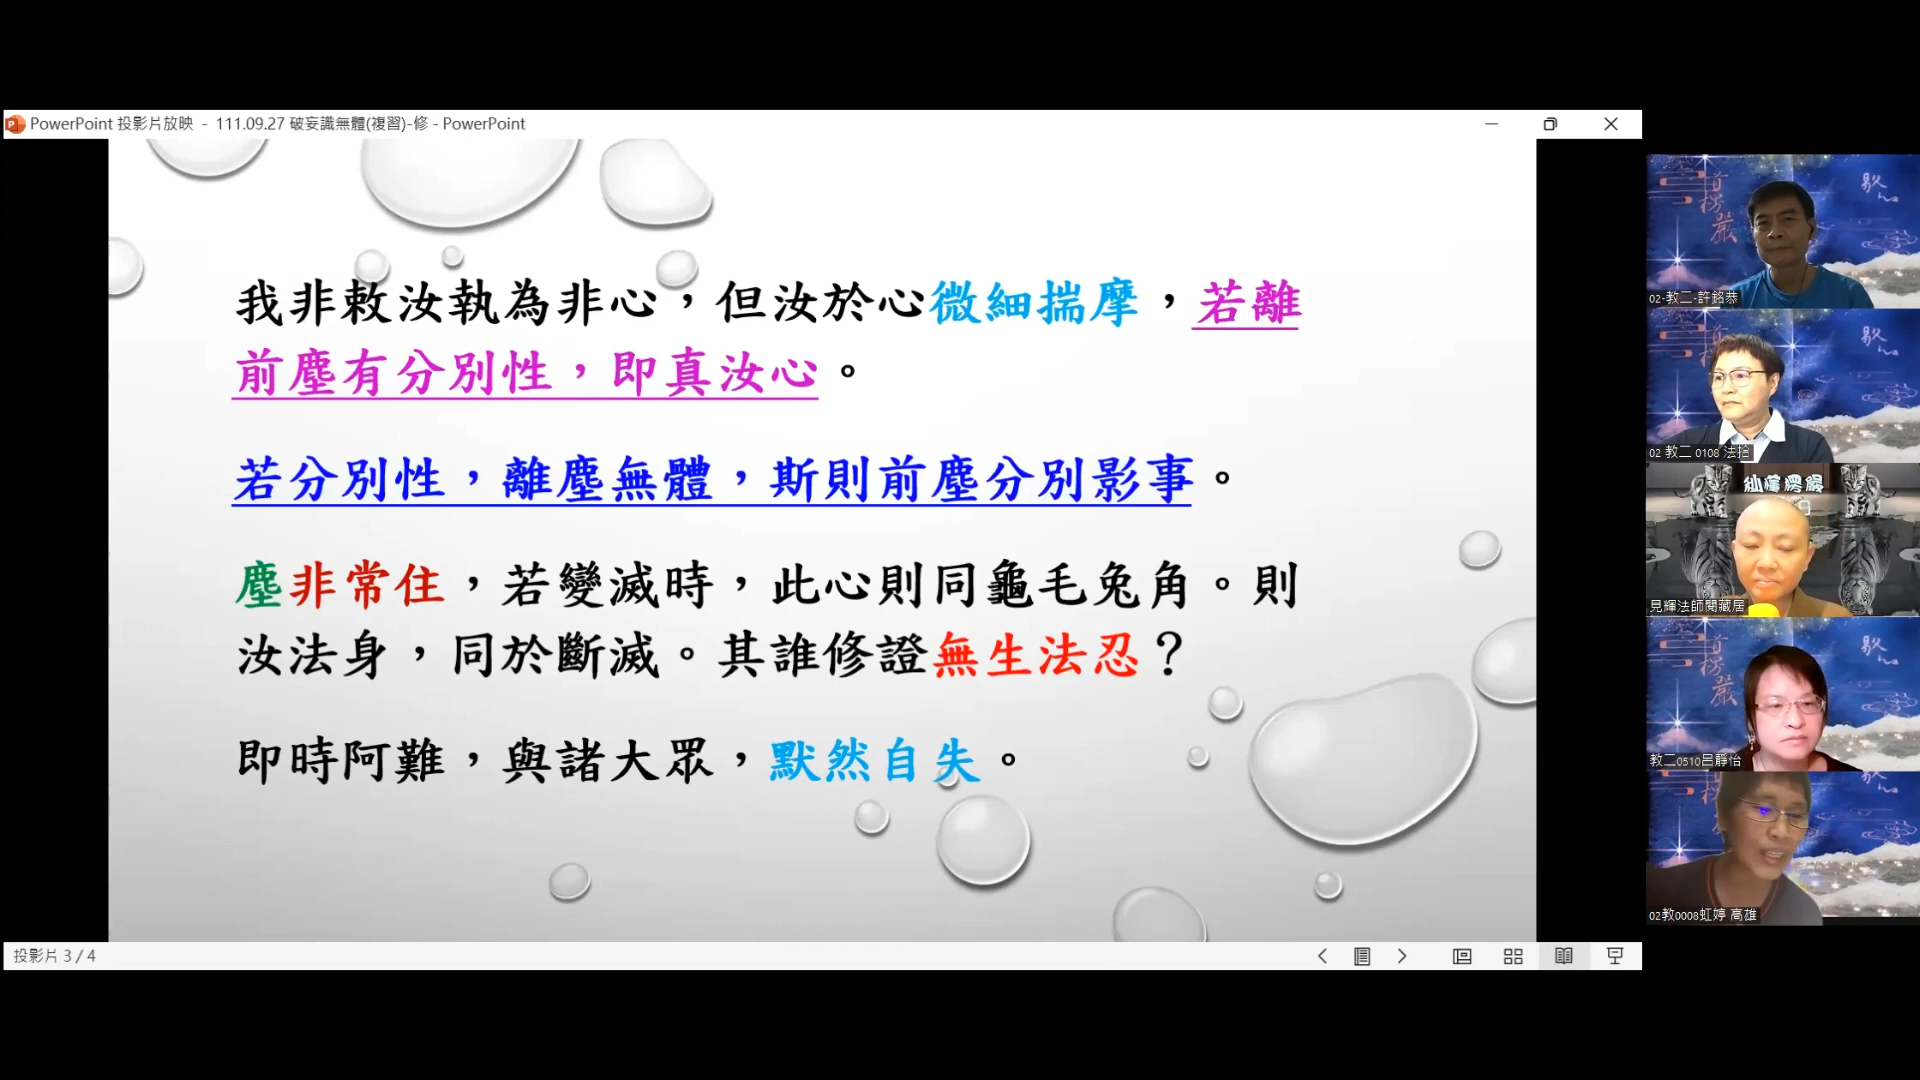 PowerPoint 投影片放映 - 111.09.27 破妄識無體(複習)-修 - PowerPoint
我非敕汝執為非心，但汝於心微細揣摩，若離
前塵有分別性，即真汝心。
若分別性，離塵無體，斯則前塵分別影事。
塵非常住，若變滅時，此心則同龜毛兔角。則
汝法身，同於斷滅。其誰修證無生法忍？
即時阿難，與諸大眾，默然自失。
投影片 3 / 4
02-教二-許銘恭
02 教二 0108 法拾
見輝法師閱藏居
教二0510呂靜怡
02教0008虹婷 高雄